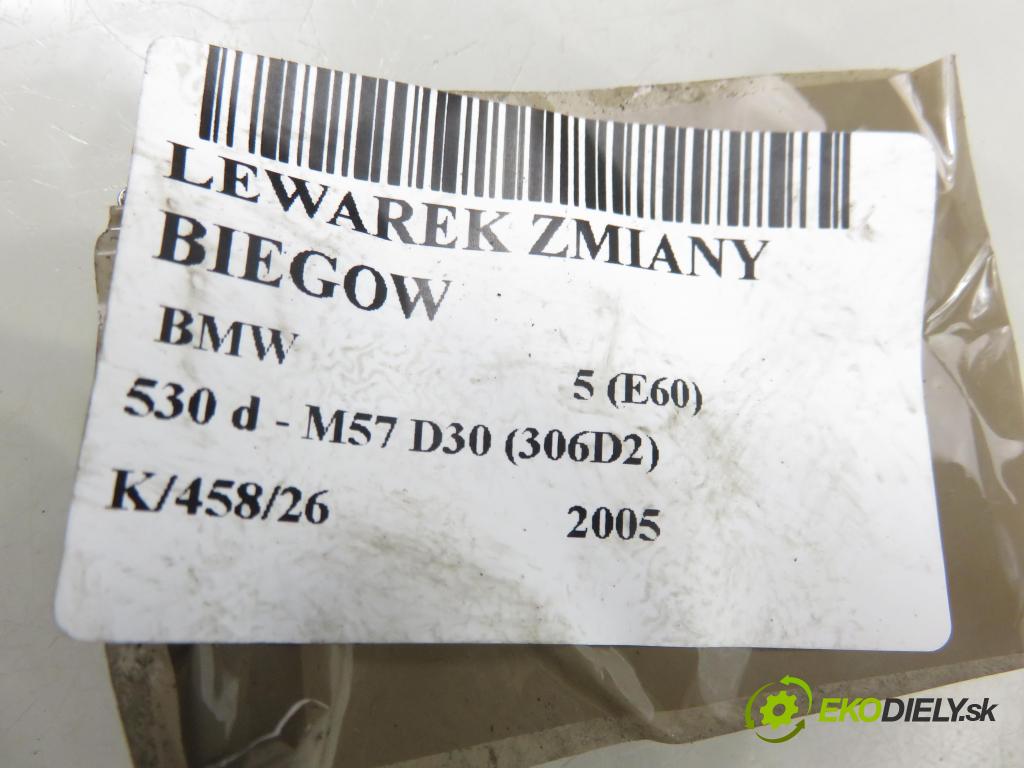 LEWAREK ZMIANY
BIEGOW
BMW
5 (E60)
530 d - M57 D30 (306D2)
K/458/26
2005
EKODIELY.sk